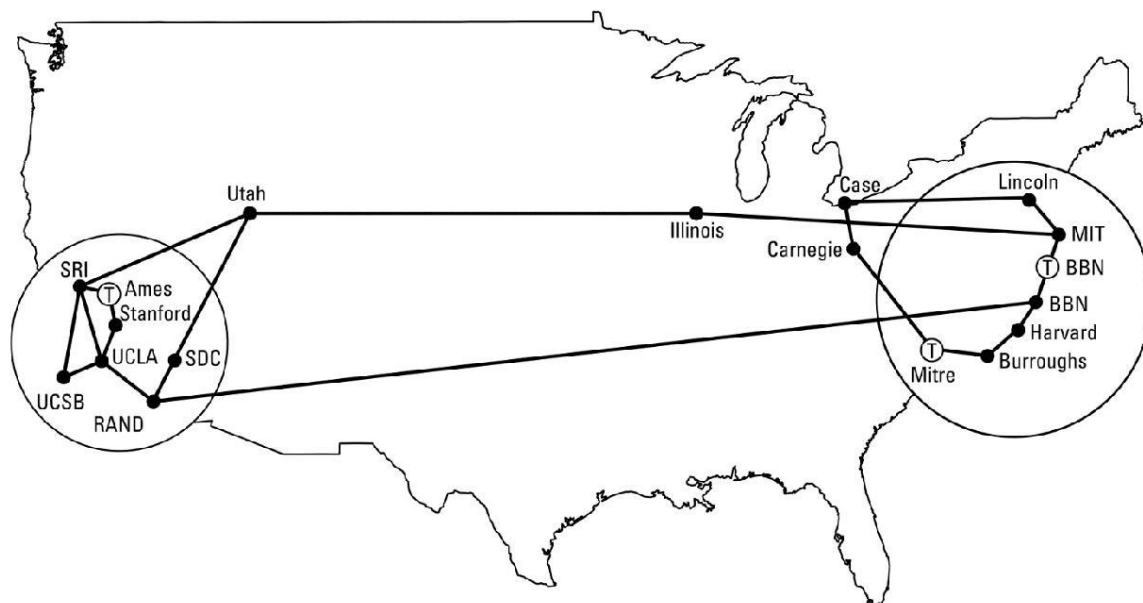 Utah
Illinois
Case
Carnegie
Lincoln
MIT
T BBN
BBN
Harvard
Burroughs
T
Mitre
SRI
T Ames
Stanford
UCLA
SDC
UCSB
RAND